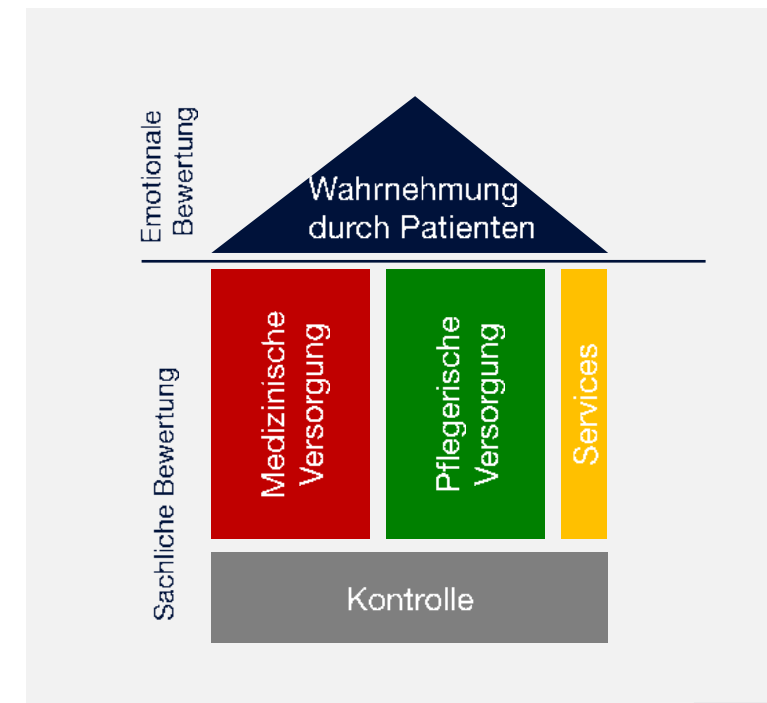 Emotionale
Bewertung
Wahrnehmung
durch Patienten
Sachliche Bewertung
Medizinische
Versorgung
Pflegerische
Versorgung
Services
Kontrolle